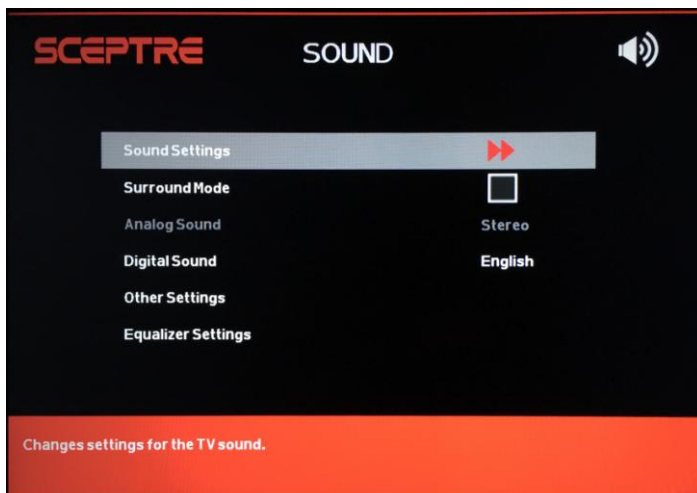 SCEPTRE SOUND
Sound Settings
Surround Mode
Analog Sound Stereo
Digital Sound English
Other Settings
Equalizer Settings
Changes settings for the TV sound.